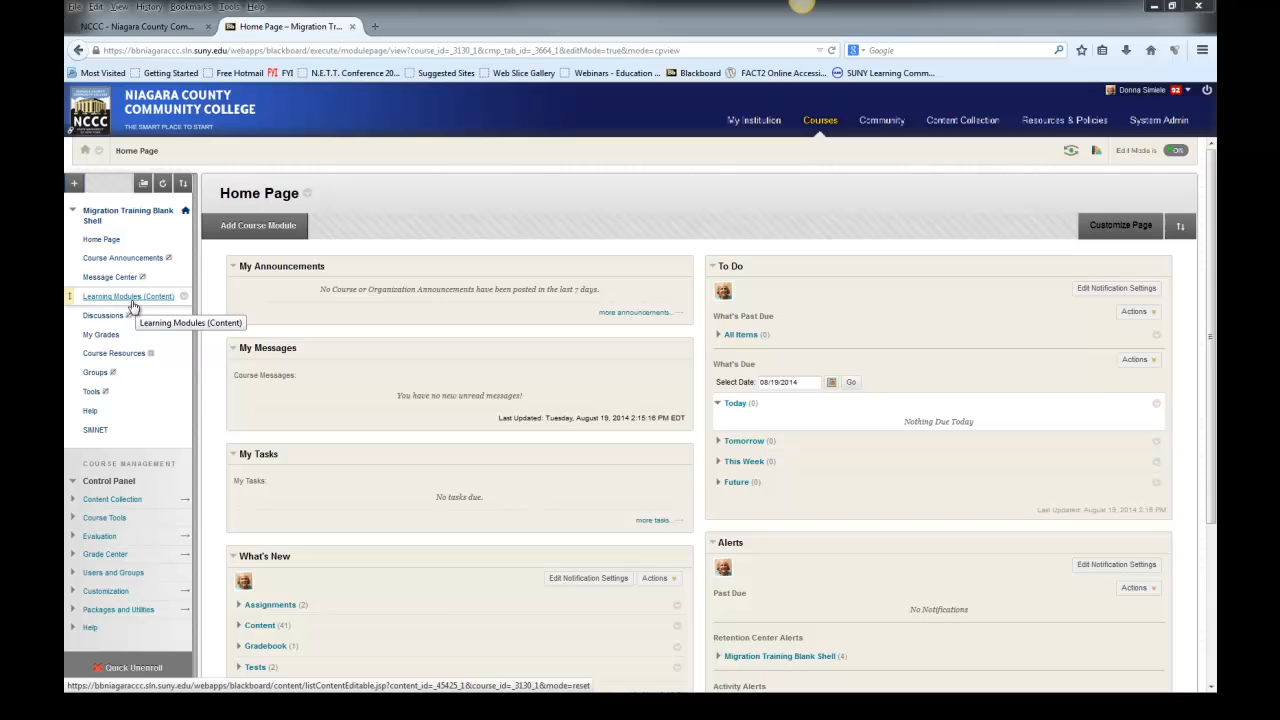 File Edit View History Bookmarks Tools Help
NCCC - Niagara County Com... × Home Page – Migration Tr... × +
https://bbniagaraccc.sln.suny.edu/webapps/blackboard/execute/modulepage/view?course_id=_3130_1&cmp_tab_id=_3664_1&editMode=true&mode=cpview
Google
Most Visited Getting Started Free Hotmail FYI N.E.T.T. Conference 20... Suggested Sites Web Slice Gallery Webinars - Education ... Blackboard FACT2 Online Accessi... SUNY Learning Comm...
NIAGARA COUNTY
COMMUNITY COLLEGE
THE SMART PLACE TO START
NCCC
Donna Simiele 92
My Institution Courses Community Content Collection Resources & Policies System Admin
Home Page
Edit Mode is: ON
Migration Training Blank
Shell
Home Page
Course Announcements
Message Center
Learning Modules (Content)
Learning Modules (Content)
Discussions
My Grades
Course Resources
Groups
Tools
Help
SIMNET
COURSE MANAGEMENT
Control Panel
Content Collection
Course Tools
Evaluation
Grade Center
Users and Groups
Customization
Packages and Utilities
Help
Quick Unenroll
Home Page
Add Course Module
Customize Page
My Announcements
No Course or Organization Announcements have been posted in the last 7 days.
more announcements...
My Messages
Course Messages:
You have no new unread messages!
Last Updated: Tuesday, August 19, 2014 2:15:16 PM EDT
My Tasks
My Tasks:
No tasks due.
more tasks...
What's New
Edit Notification Settings Actions
Assignments (2)
Content (41)
Gradebook (1)
Tests (2)
To Do
Edit Notification Settings
What's Past Due
Actions
All Items (0)
What's Due
Actions
Select Date: 08/19/2014 Go
Today (0)
Nothing Due Today
Tomorrow (0)
This Week (0)
Future (0)
Last Updated: August 19, 2014 2:15 PM
Alerts
Edit Notification Settings
Past Due
Actions
No Notifications
Retention Center Alerts
Migration Training Blank Shell (4)
Activity Alerts
https://bbniagaraccc.sln.suny.edu/webapps/blackboard/content/listContentEditable.jsp?content_id=_45425_1&course_id=_3130_1&mode=reset